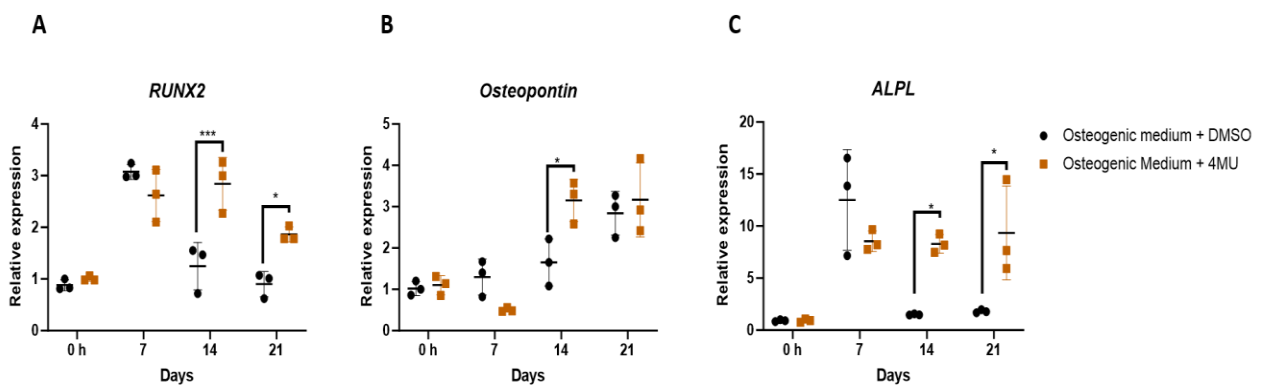 A
B
C
RUNX2
Osteopontin
ALPL
Relative expression
4
3
2
1
0
***
*
0 h
7
14
21
Days
Relative expression
5
4
3
2
1
0
*
0 h
7
14
21
Days
Relative expression
20
15
10
5
0
*
*
0 h
7
14
21
Days
Osteogenic medium + DMSO
Osteogenic Medium + 4MU